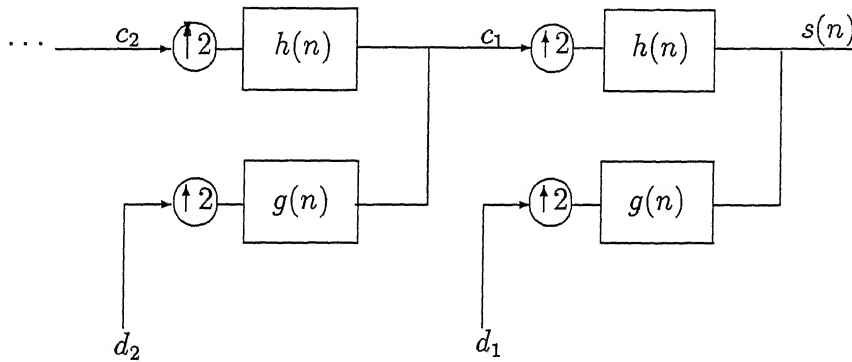 ··· c₂ ↑2 h(n) c₁ ↑2 h(n) s(n)
↑2 g(n) ↑2 g(n)
d₂ d₁